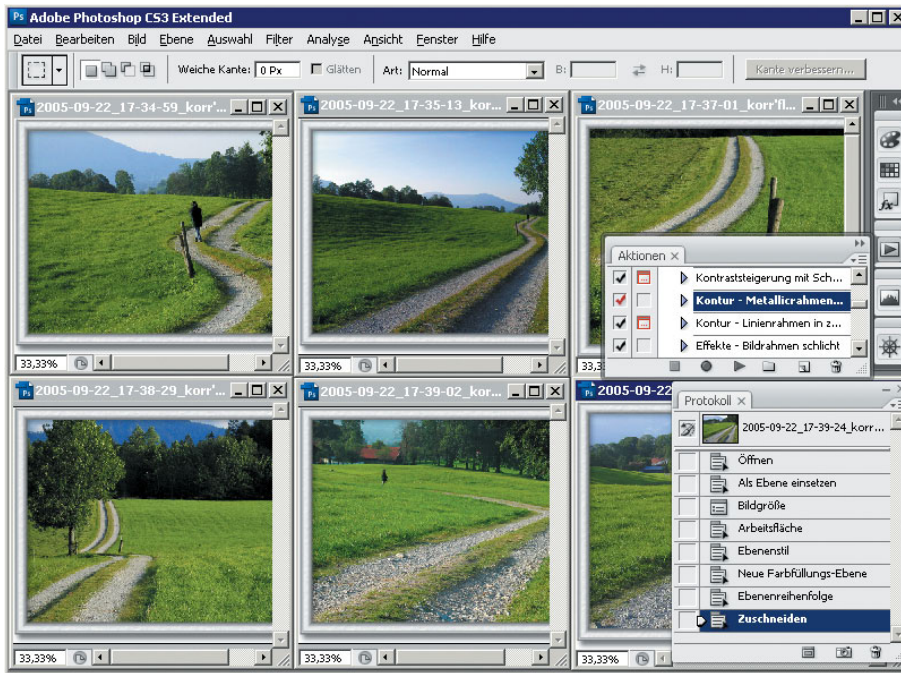 Ps Adobe Photoshop CS3 Extended
Datei Bearbeiten Bild Ebene Auswahl Filter Analyse Ansicht Fenster Hilfe
Weiche Kante: 0 Px Glätten Art: Normal B: H: Kante verbessern...
2005-09-22_17-34-59_korr'...
2005-09-22_17-35-13_kor...
2005-09-22_17-37-01_korr'fl...
Aktionen
Kontraststeigerung mit Sch...
Kontur - Metallicrahmen...
Kontur - Linienrahmen in z...
Effekte - Bildrahmen schlicht
33,33%
33,33%
33,3
2005-09-22_17-38-29_korr'...
2005-09-22_17-39-02_kor...
2005-09-22
Protokoll
2005-09-22_17-39-24_korr...
Öffnen
Als Ebene einsetzen
Bildgröße
Arbeitsfläche
Ebenenstil
Neue Farbfüllungs-Ebene
Ebenenreihenfolge
Zuschneiden
33,33%
33,33%
33,33%